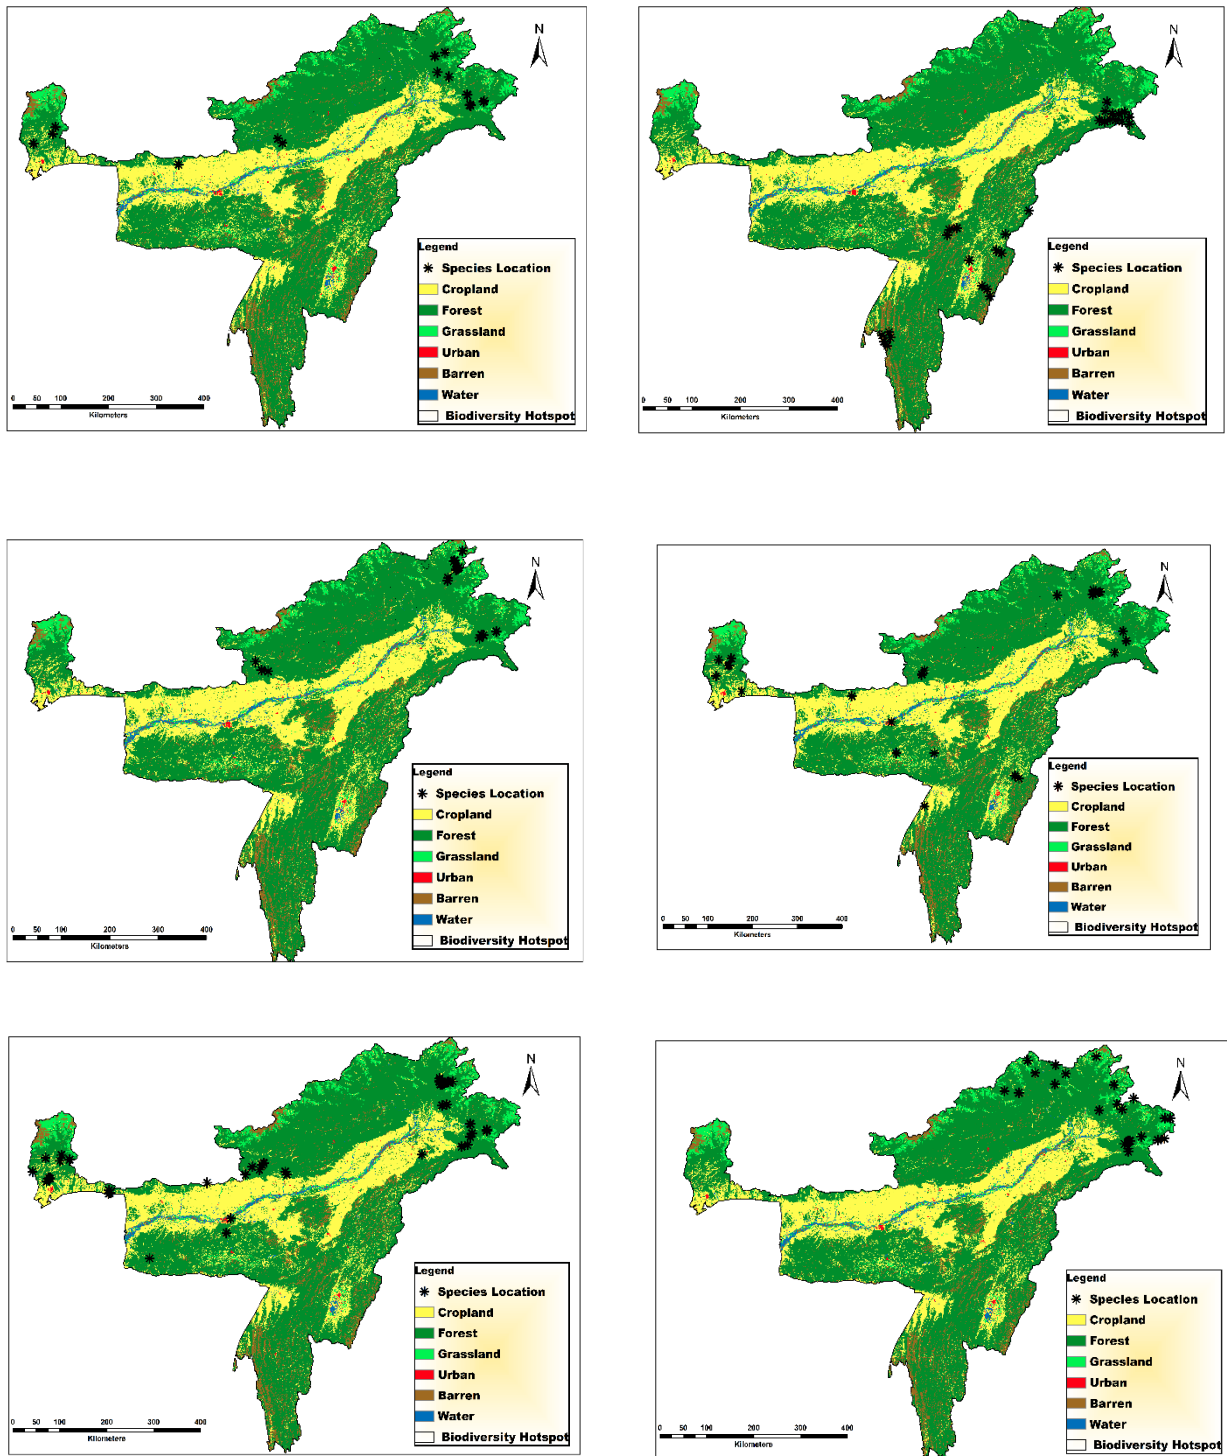 N
Legend
Species Location
Cropland
Forest
Grassland
Urban
Barren
Water
Biodiversity Hotspot
0 50 100 200 300 400
Kilometers
N
Legend
Species Location
Cropland
Forest
Grassland
Urban
Barren
Water
Biodiversity Hotspot
0 50 100 200 300 400
Kilometers
N
Legend
Species Location
Cropland
Forest
Grassland
Urban
Barren
Water
Biodiversity Hotspot
0 50 100 200 300 400
Kilometers
N
Legend
Species Location
Cropland
Forest
Grassland
Urban
Barren
Water
Biodiversity Hotspot
0 50 100 200 300 400
Kilometers
N
Legend
Species Location
Cropland
Forest
Grassland
Urban
Barren
Water
Biodiversity Hotspot
0 50 100 200 300 400
Kilometers
N
Legend
Species Location
Cropland
Forest
Grassland
Urban
Barren
Water
Biodiversity Hotspot
0 50 100 200 300 400
Kilometers